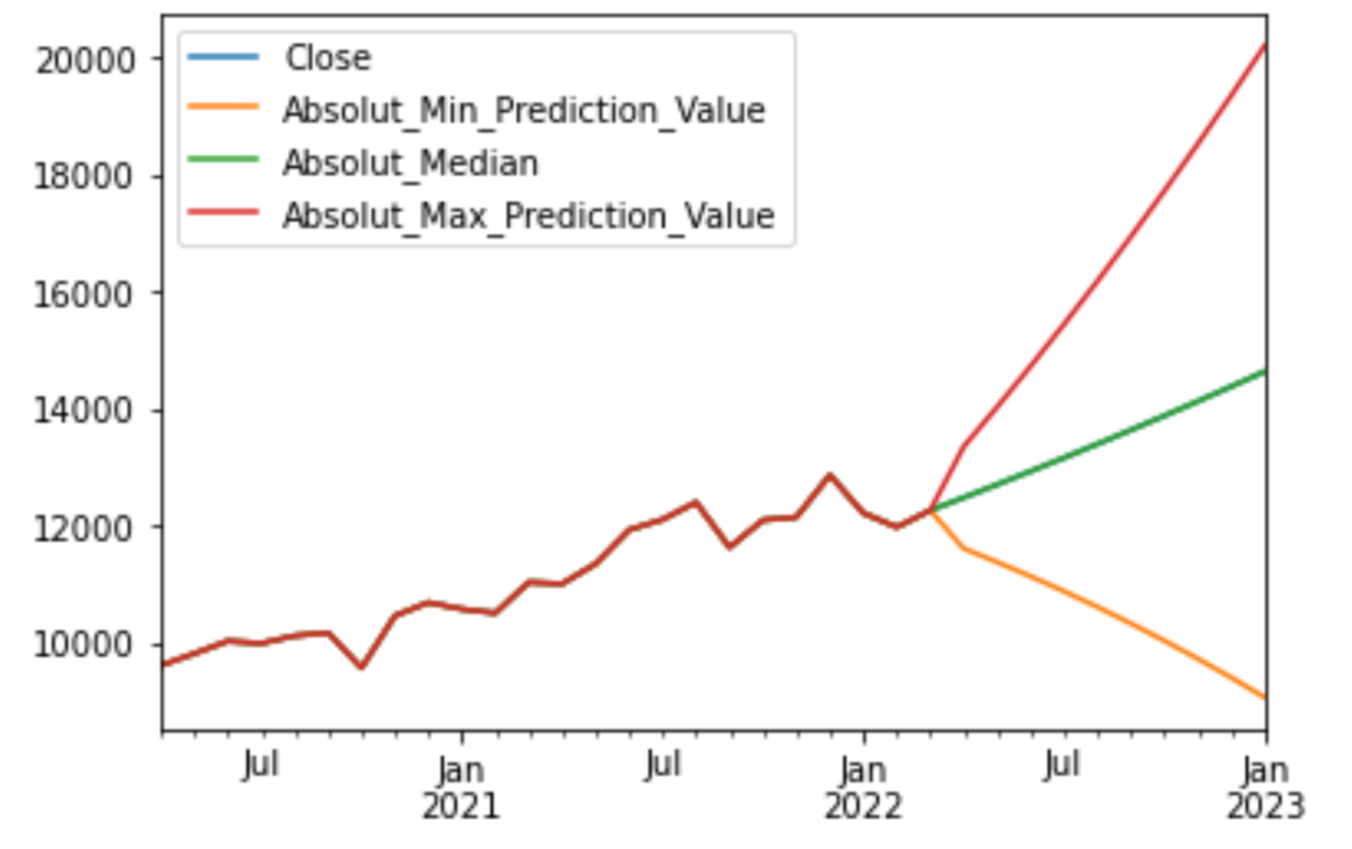 20000
18000
16000
14000
12000
10000
Close
Absolut_Min_Prediction_Value
Absolut_Median
Absolut_Max_Prediction_Value
Jul Jan Jul Jan Jul Jan
2021 2022 2023